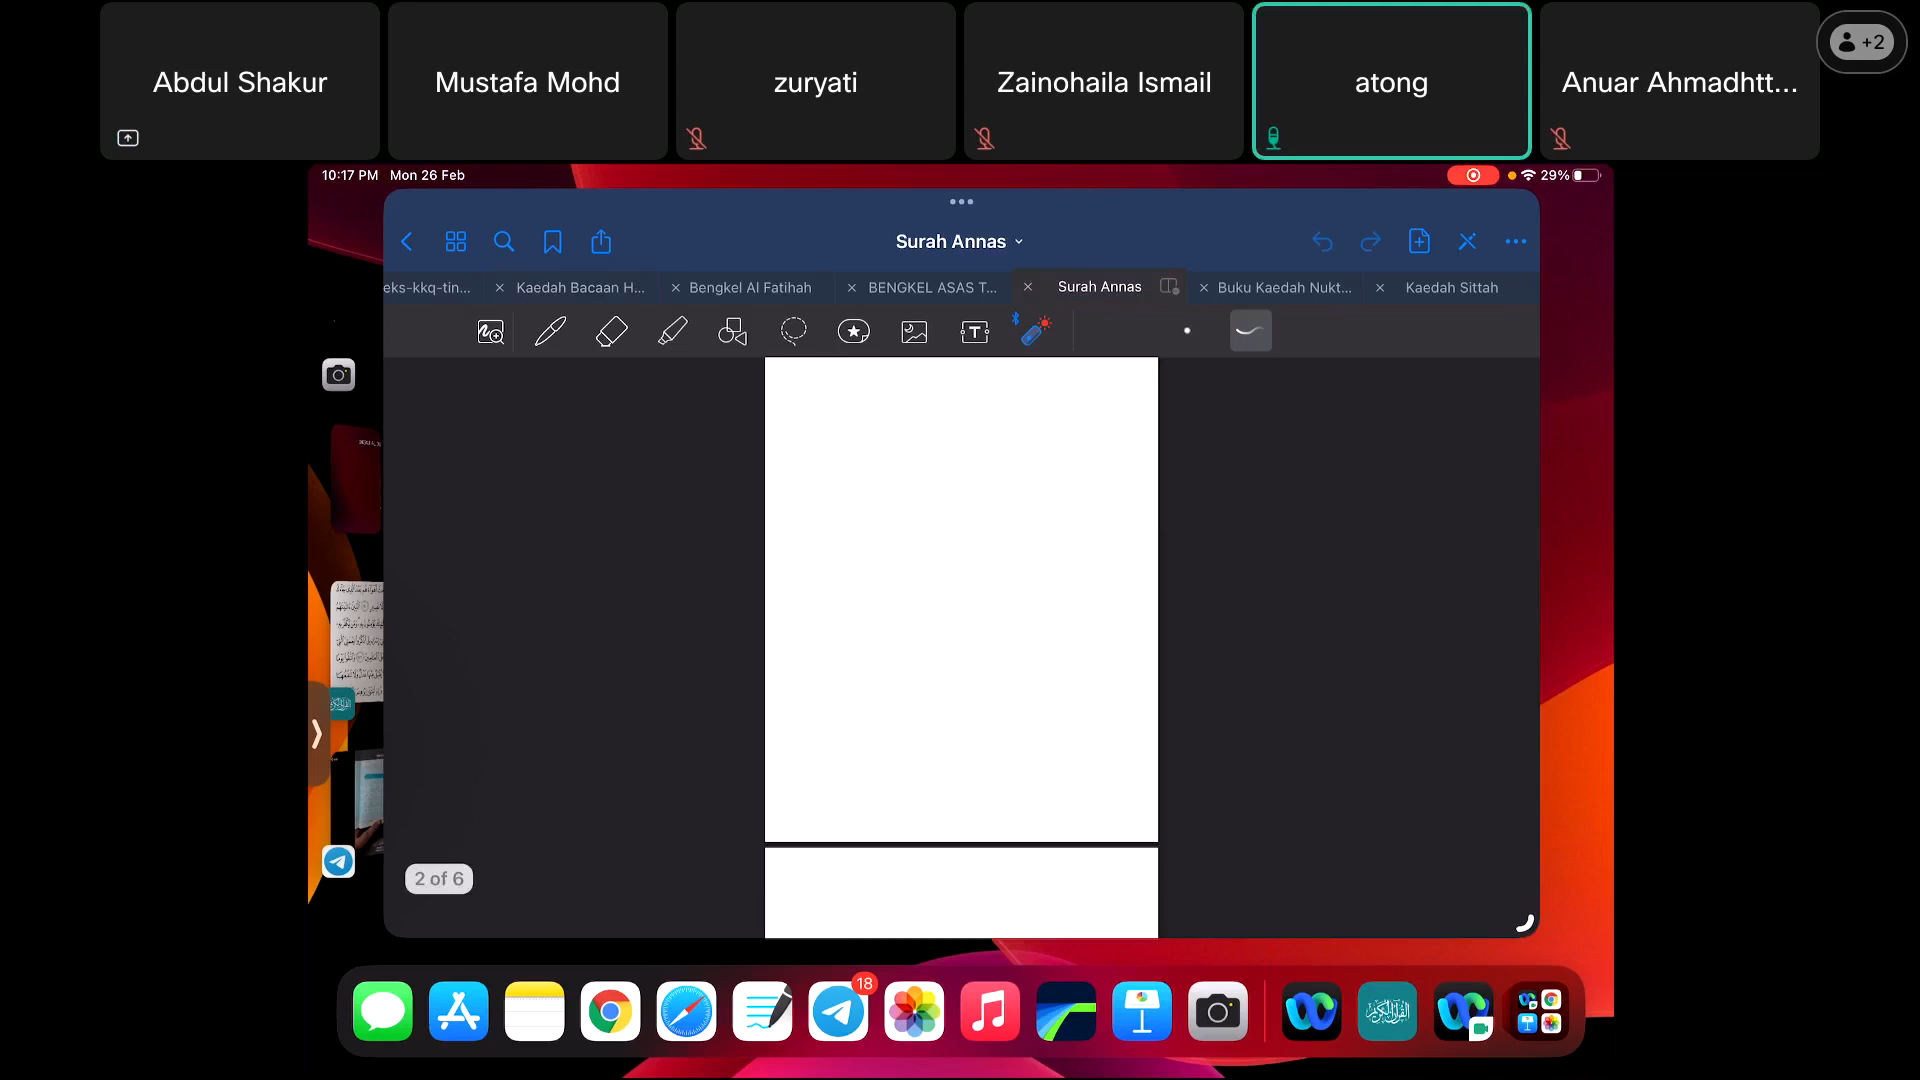 Abdul Shakur
Mustafa Mohd
zuryati
Zainohaila Ismail
atong
Anuar Ahmadhtt...
+2
10:17 PM Mon 26 Feb
29%
Surah Annas
eks-kkq-tin...
Kaedah Bacaan H...
Bengkel Al Fatihah
BENGKEL ASAS T...
Surah Annas
Buku Kaedah Nukt...
Kaedah Sittah
T
2 of 6
18